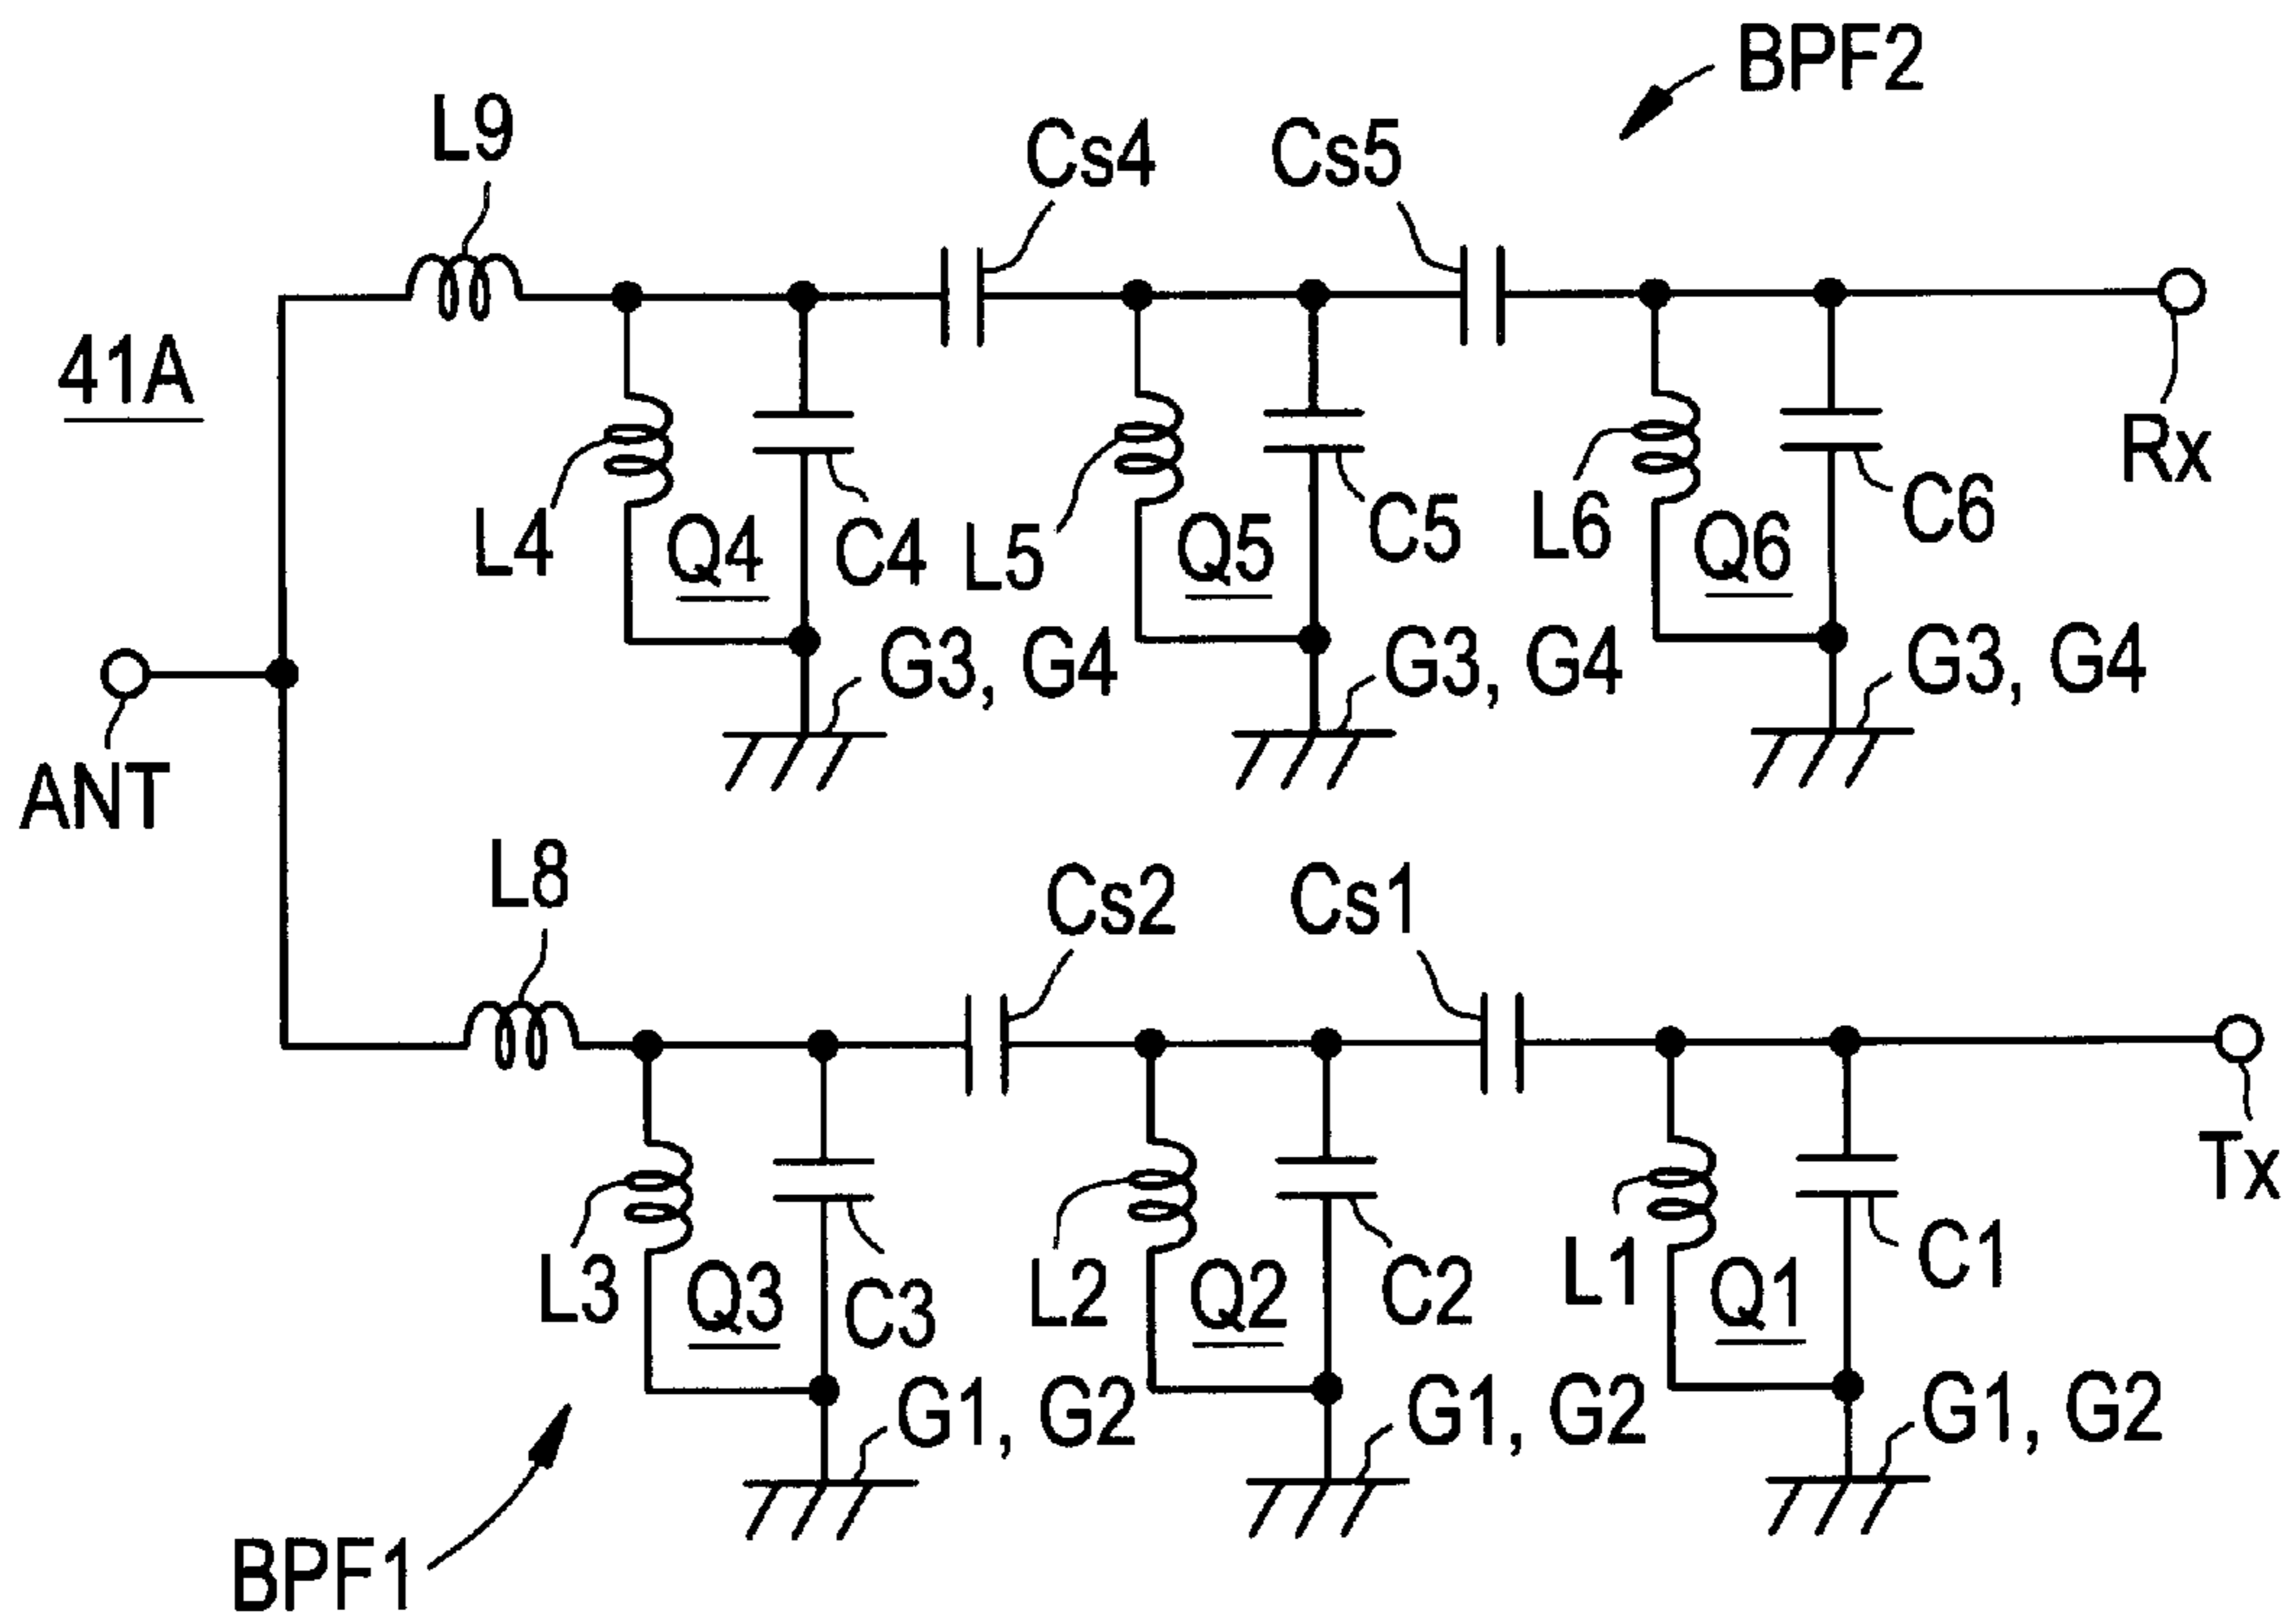 BPF2
L9
Cs4
Cs5
41A
Rx
L4
Q4
C4
L5
Q5
C5
L6
Q6
C6
G3, G4
G3, G4
G3, G4
ANT
L8
Cs2
Cs1
Tx
L3
Q3
C3
L2
Q2
C2
L1
Q1
C1
G1, G2
G1, G2
G1, G2
BPF1